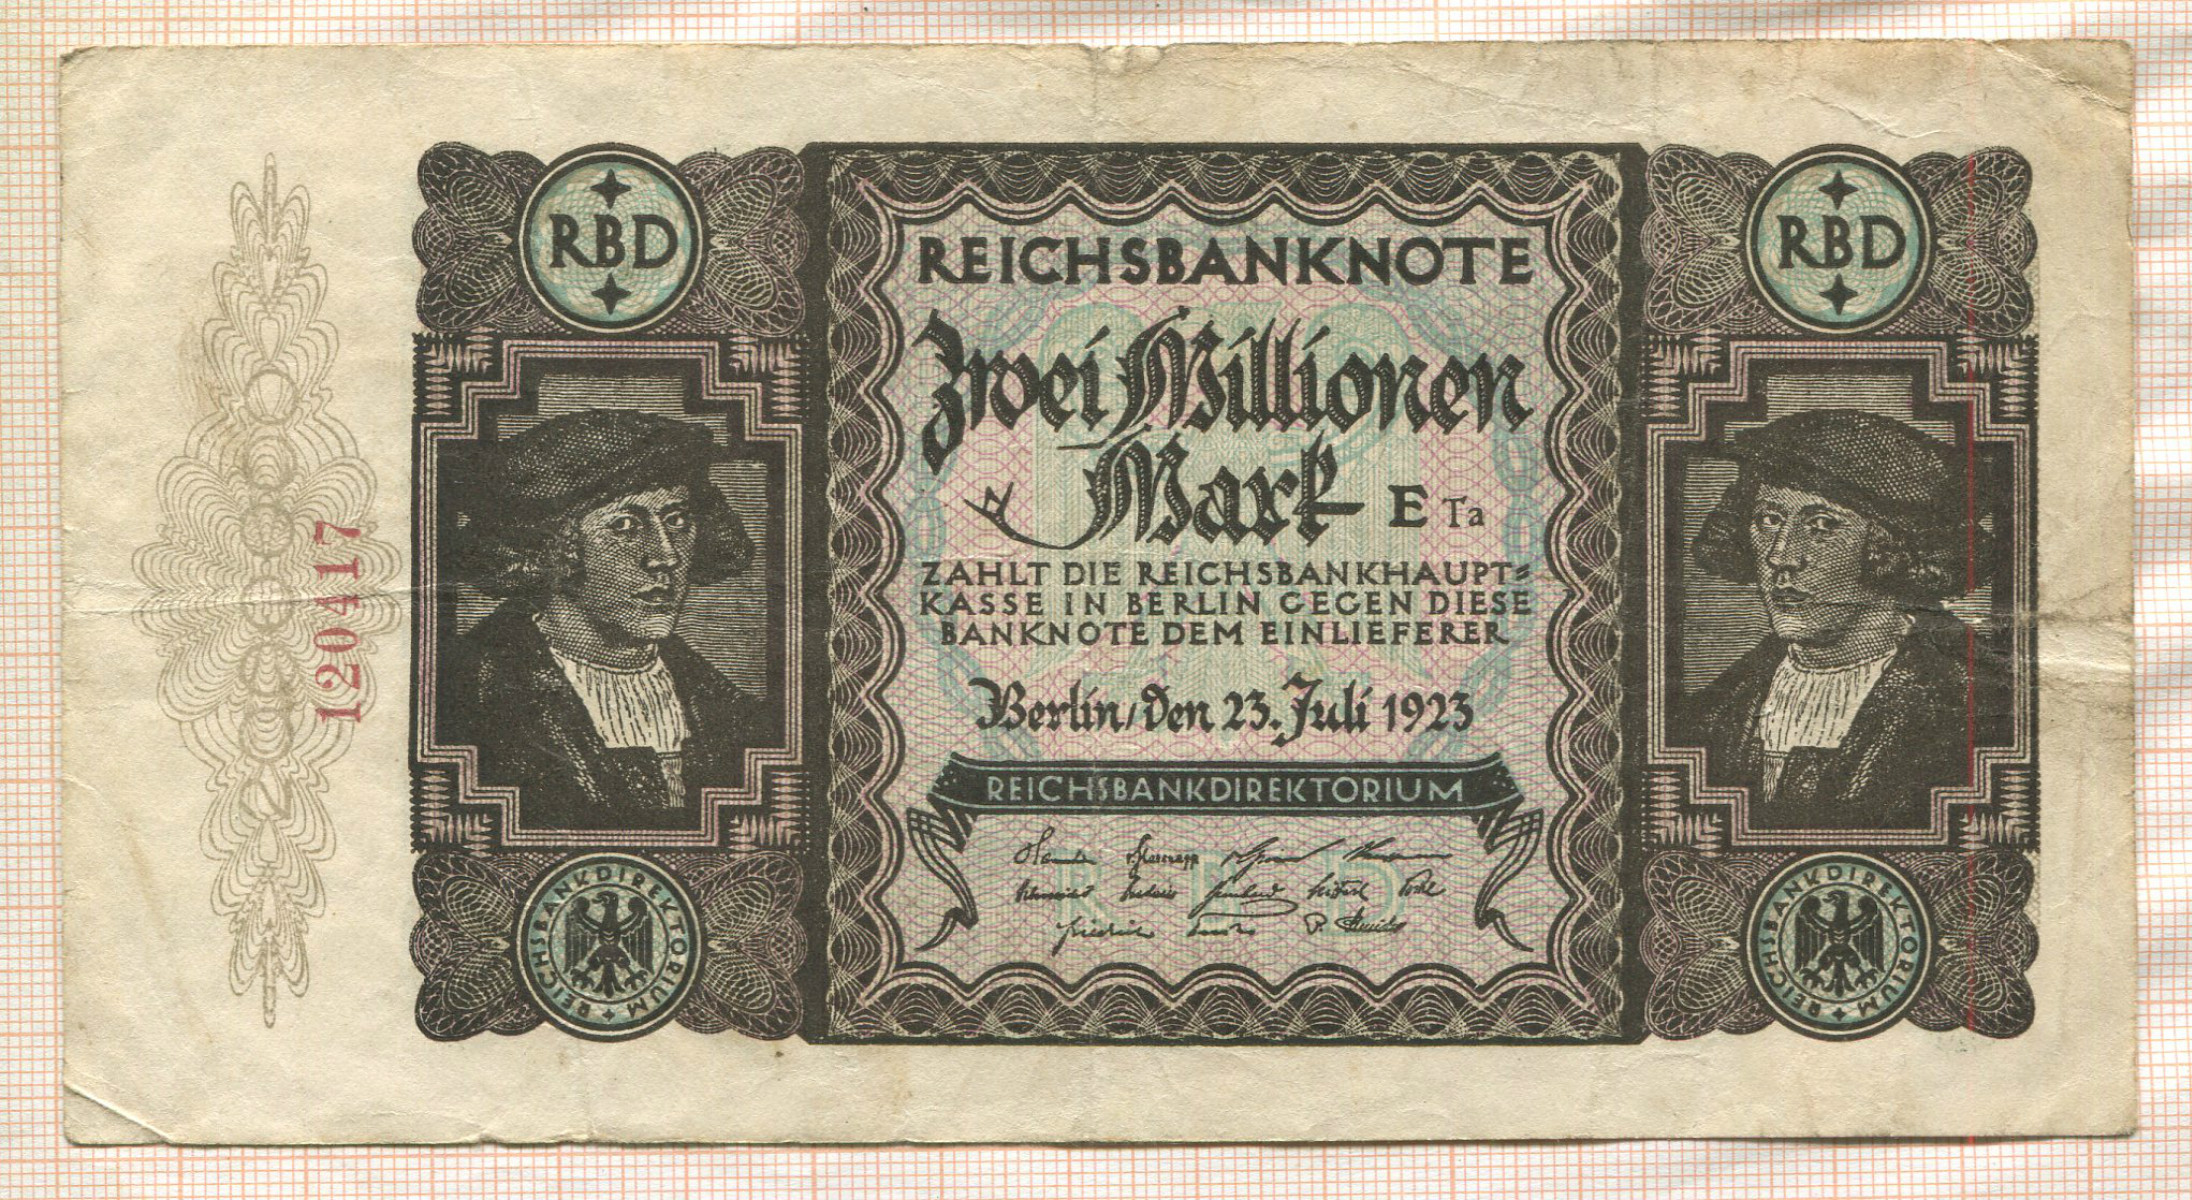 RBD
RBD
REICHSBANKNOTE
Zwei Millionen
Mark E Ta
ZAHLT DIE REICHSBANKHAUPT=
KASSE IN BERLIN GEGEN DIESE
BANKNOTE DEM EINLIEFERER
Berlin, den 23. Juli 1923
REICHSBANKDIREKTORIUM
120417
REICHSBANKDIREKTORIUM
REICHSBANKDIREKTORIUM